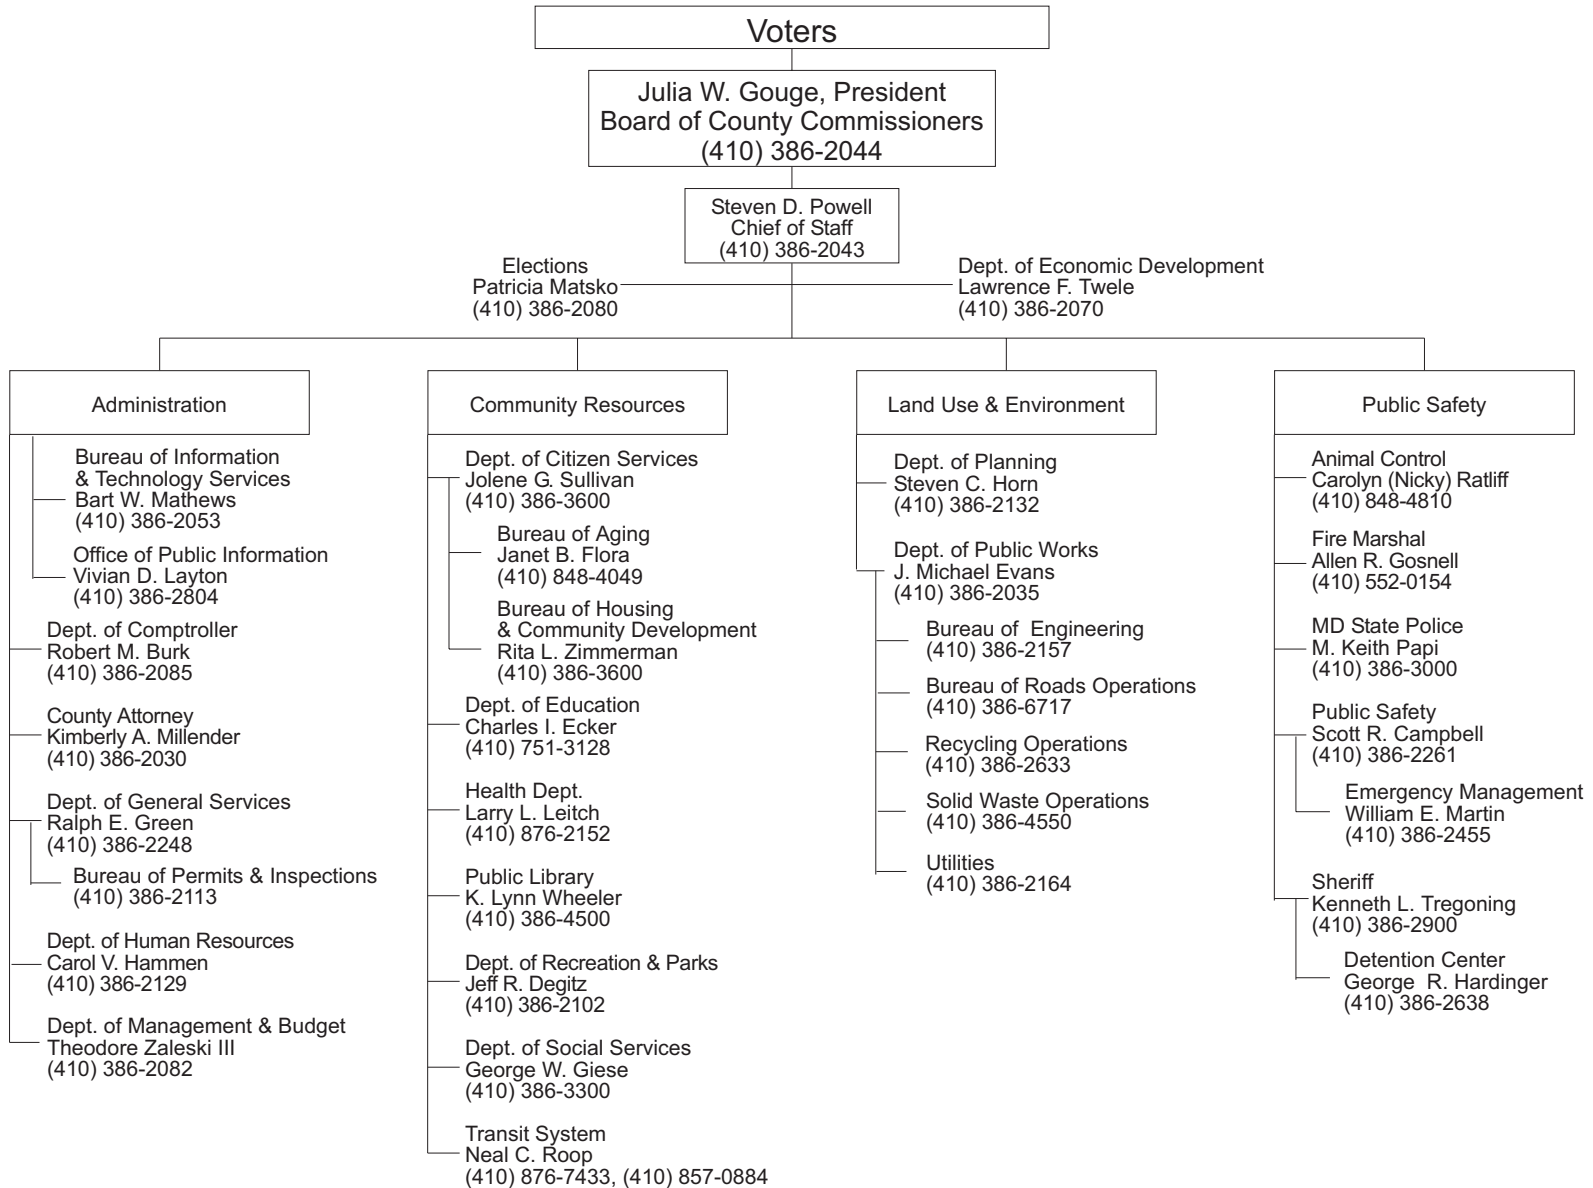 Voters
Julia W. Gouge, President
Board of County Commissioners
(410) 386-2044
Steven D. Powell
Chief of Staff
(410) 386-2043
Elections
Patricia Matsko
(410) 386-2080
Dept. of Economic Development
Lawrence F. Twele
(410) 386-2070
Administration
Bureau of Information
& Technology Services
Bart W. Mathews
(410) 386-2053
Office of Public Information
Vivian D. Layton
(410) 386-2804
Dept. of Comptroller
Robert M. Burk
(410) 386-2085
County Attorney
Kimberly A. Millender
(410) 386-2030
Dept. of General Services
Ralph E. Green
(410) 386-2248
Bureau of Permits & Inspections
(410) 386-2113
Dept. of Human Resources
Carol V. Hammen
(410) 386-2129
Dept. of Management & Budget
Theodore Zaleski III
(410) 386-2082
Community Resources
Dept. of Citizen Services
Jolene G. Sullivan
(410) 386-3600
Bureau of Aging
Janet B. Flora
(410) 848-4049
Bureau of Housing
& Community Development
Rita L. Zimmerman
(410) 386-3600
Dept. of Education
Charles I. Ecker
(410) 751-3128
Health Dept.
Larry L. Leitch
(410) 876-2152
Public Library
K. Lynn Wheeler
(410) 386-4500
Dept. of Recreation & Parks
Jeff R. Degitz
(410) 386-2102
Dept. of Social Services
George W. Giese
(410) 386-3300
Transit System
Neal C. Roop
(410) 876-7433, (410) 857-0884
Land Use & Environment
Dept. of Planning
Steven C. Horn
(410) 386-2132
Dept. of Public Works
J. Michael Evans
(410) 386-2035
Bureau of Engineering
(410) 386-2157
Bureau of Roads Operations
(410) 386-6717
Recycling Operations
(410) 386-2633
Solid Waste Operations
(410) 386-4550
Utilities
(410) 386-2164
Public Safety
Animal Control
Carolyn (Nicky) Ratliff
(410) 848-4810
Fire Marshal
Allen R. Gosnell
(410) 552-0154
MD State Police
M. Keith Papi
(410) 386-3000
Public Safety
Scott R. Campbell
(410) 386-2261
Emergency Management
William E. Martin
(410) 386-2455
Sheriff
Kenneth L. Tregoning
(410) 386-2900
Detention Center
George R. Hardinger
(410) 386-2638